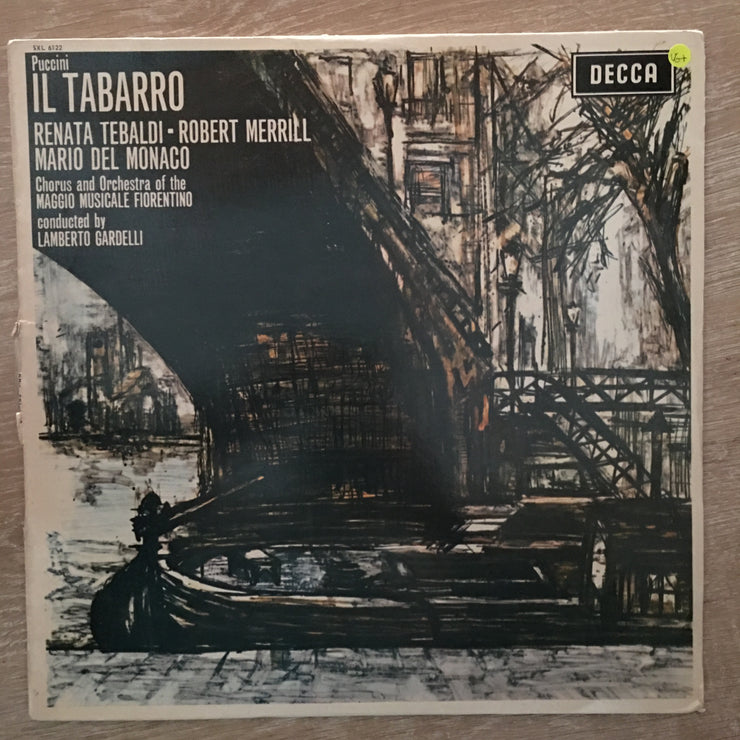 SXL 6122
Puccini
IL TABARRO
RENATA TEBALDI - ROBERT MERRILL
MARIO DEL MONACO
Chorus and Orchestra of the
MAGGIO MUSICALE FIORENTINO
conducted by
LAMBERTO GARDELLI
DECCA